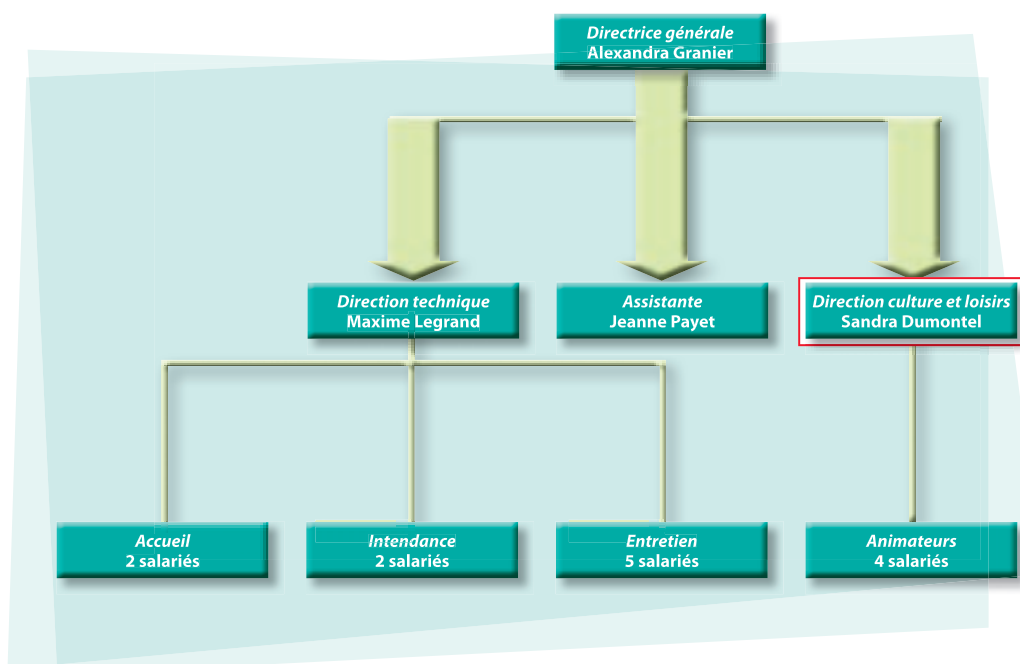 Directrice générale
Alexandra Granier
Direction technique
Maxime Legrand
Assistante
Jeanne Payet
Direction culture et loisirs
Sandra Dumontel
Accueil
2 salariés
Intendance
2 salariés
Entretien
5 salariés
Animateurs
4 salariés